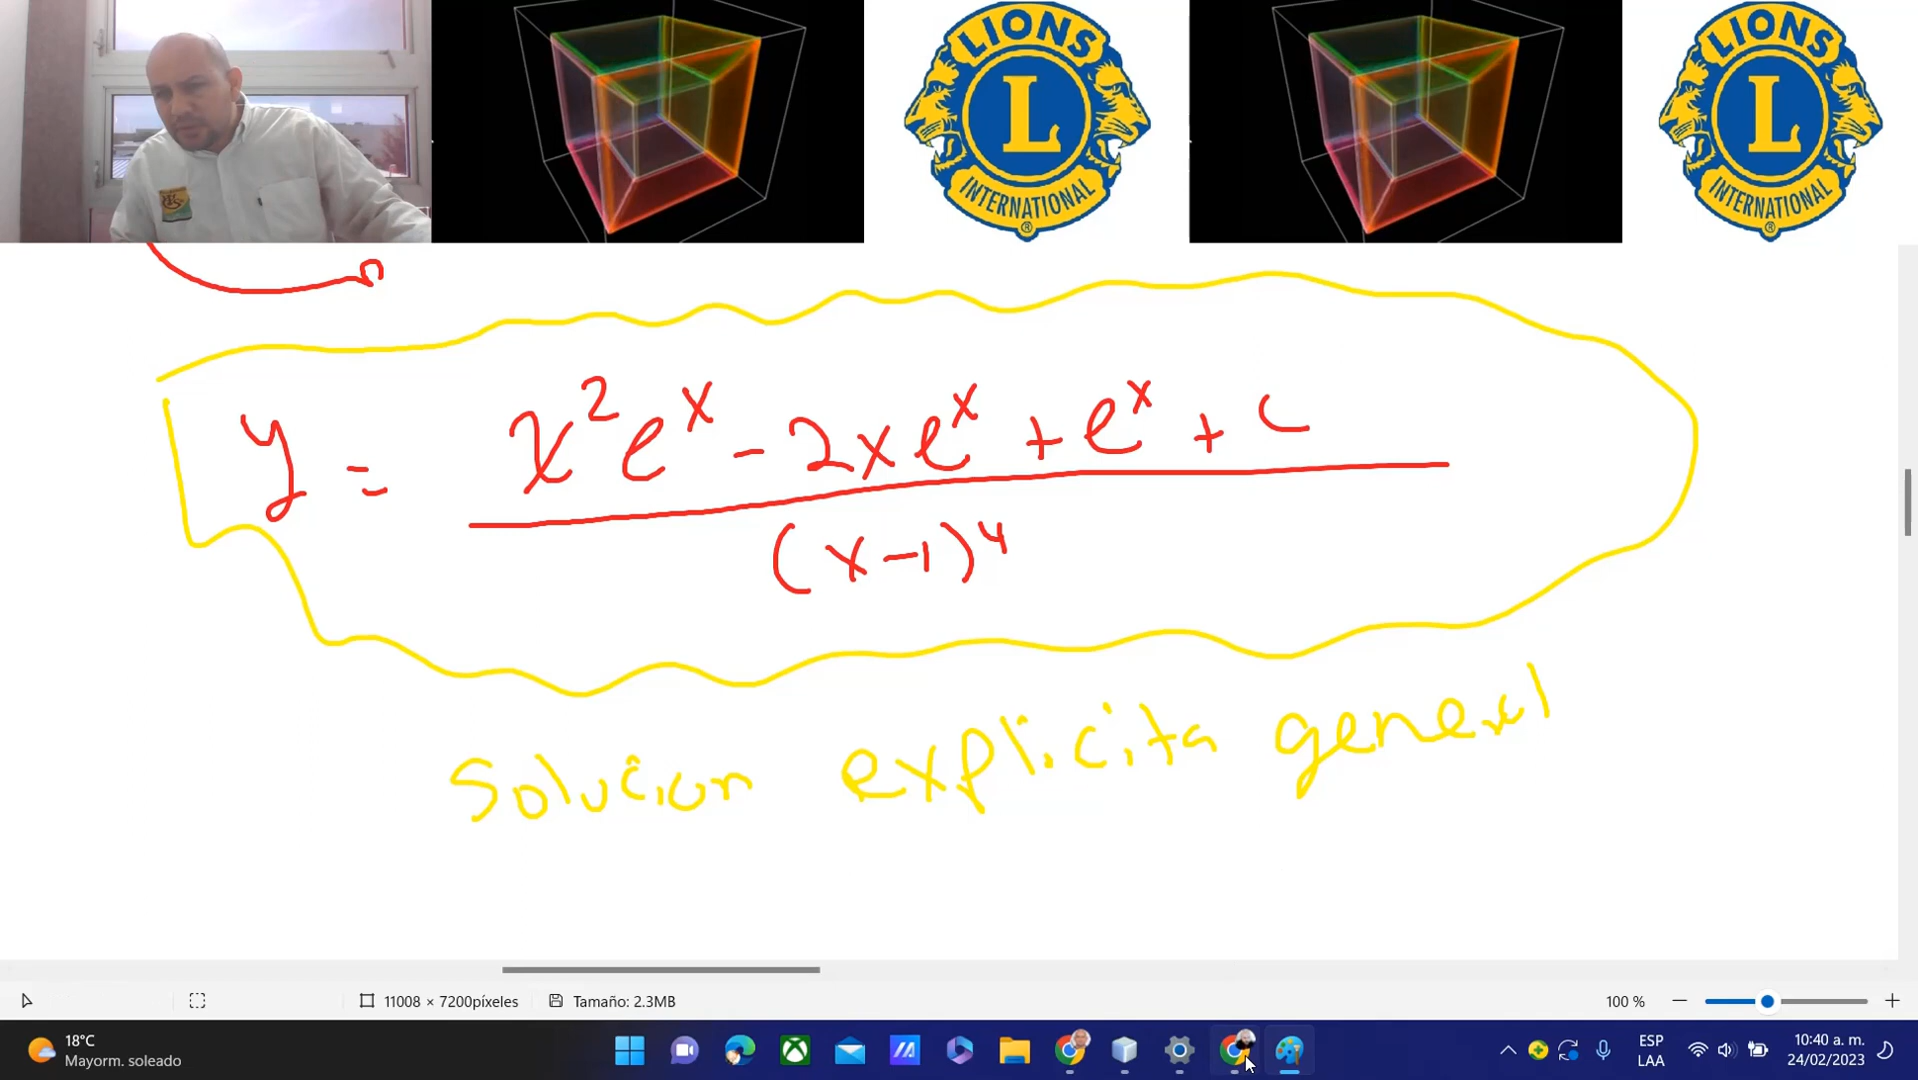 LIONS
L
INTERNATIONAL
®
LIONS
L
INTERNATIONAL
®
y = x²eˣ - 2xeˣ + eˣ + c
(x-1)⁴
Solución explicita general
100 %
11008 × 7200píxeles
Tamaño: 2.3MB
18°C
Mayorm. soleado
ESP
LAA
10:40 a. m.
24/02/2023